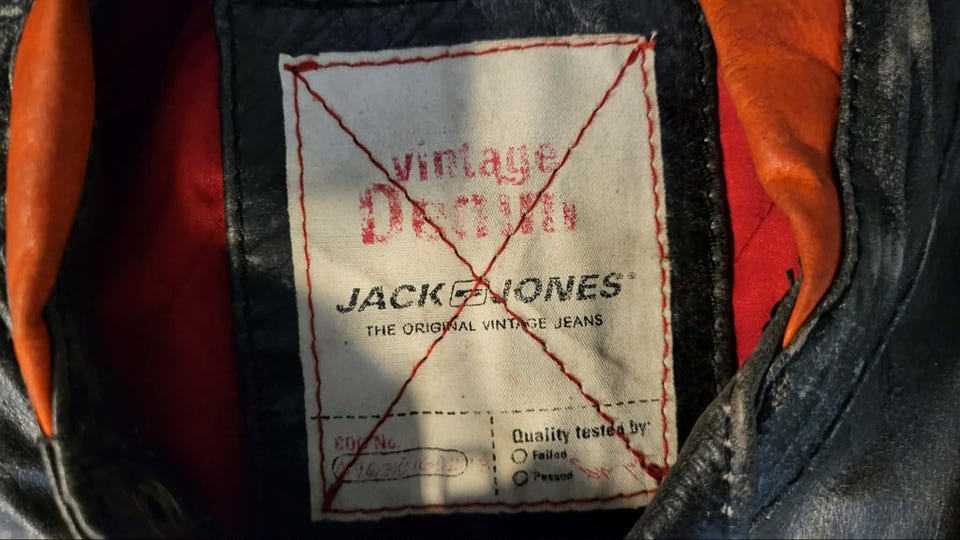 vintage
Denim
JACK JONES®
THE ORIGINAL VINTAGE JEANS
Quality tested by:
Failed
Passed